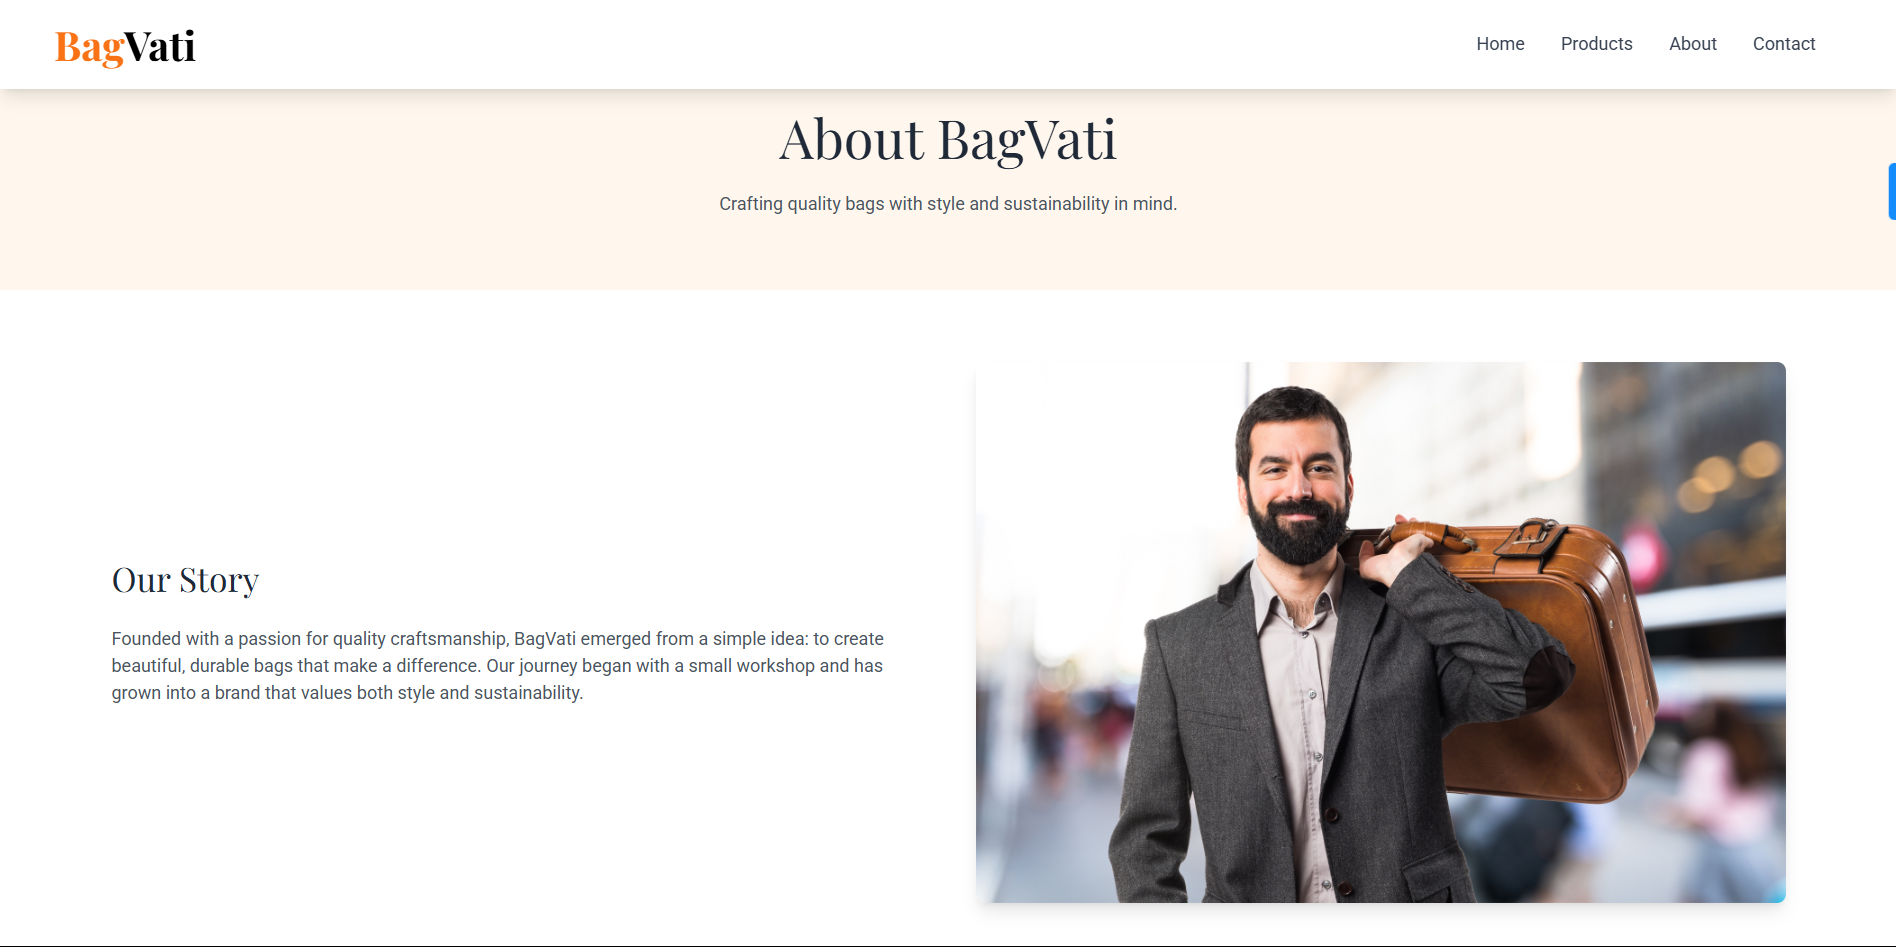 BagVati
Home Products About Contact
About BagVati
Crafting quality bags with style and sustainability in mind.
Our Story
Founded with a passion for quality craftsmanship, BagVati emerged from a simple idea: to create
beautiful, durable bags that make a difference. Our journey began with a small workshop and has
grown into a brand that values both style and sustainability.